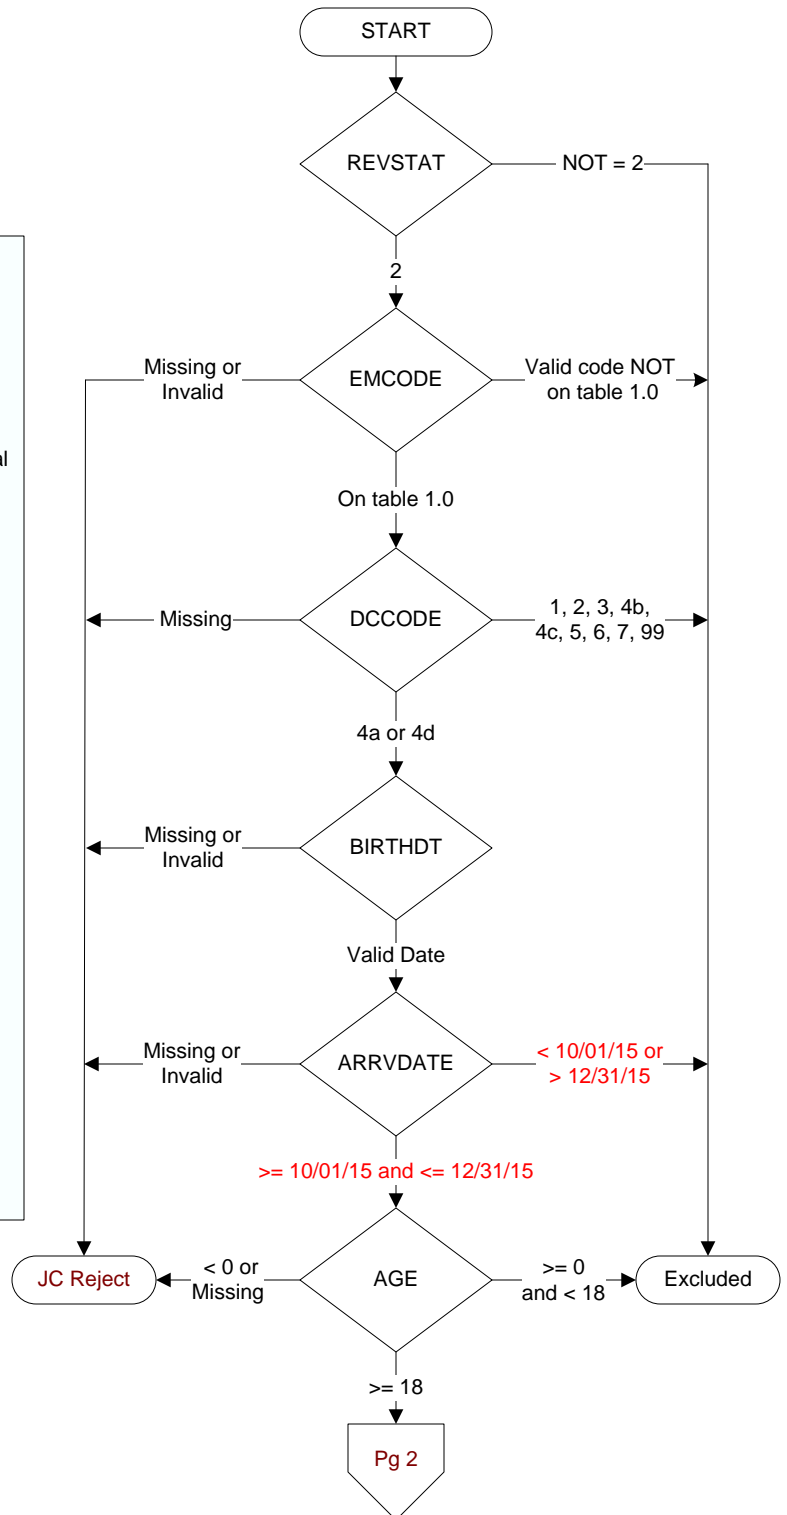 START
REVSTAT
NOT = 2
2
Missing or
Invalid
EMCODE
Valid code NOT
on table 1.0
al
On table 1.0
Missing
DCCODE
1, 2, 3, 4b,
4c, 5, 6, 7, 99
4a or 4d
Missing or
Invalid
BIRTHDT
Valid Date
Missing or
Invalid
ARRVDATE
< 10/01/15 or
> 12/31/15
>= 10/01/15 and <= 12/31/15
JC Reject
< 0 or
Missing
AGE
>= 0
and < 18
Excluded
>= 18
Pg 2